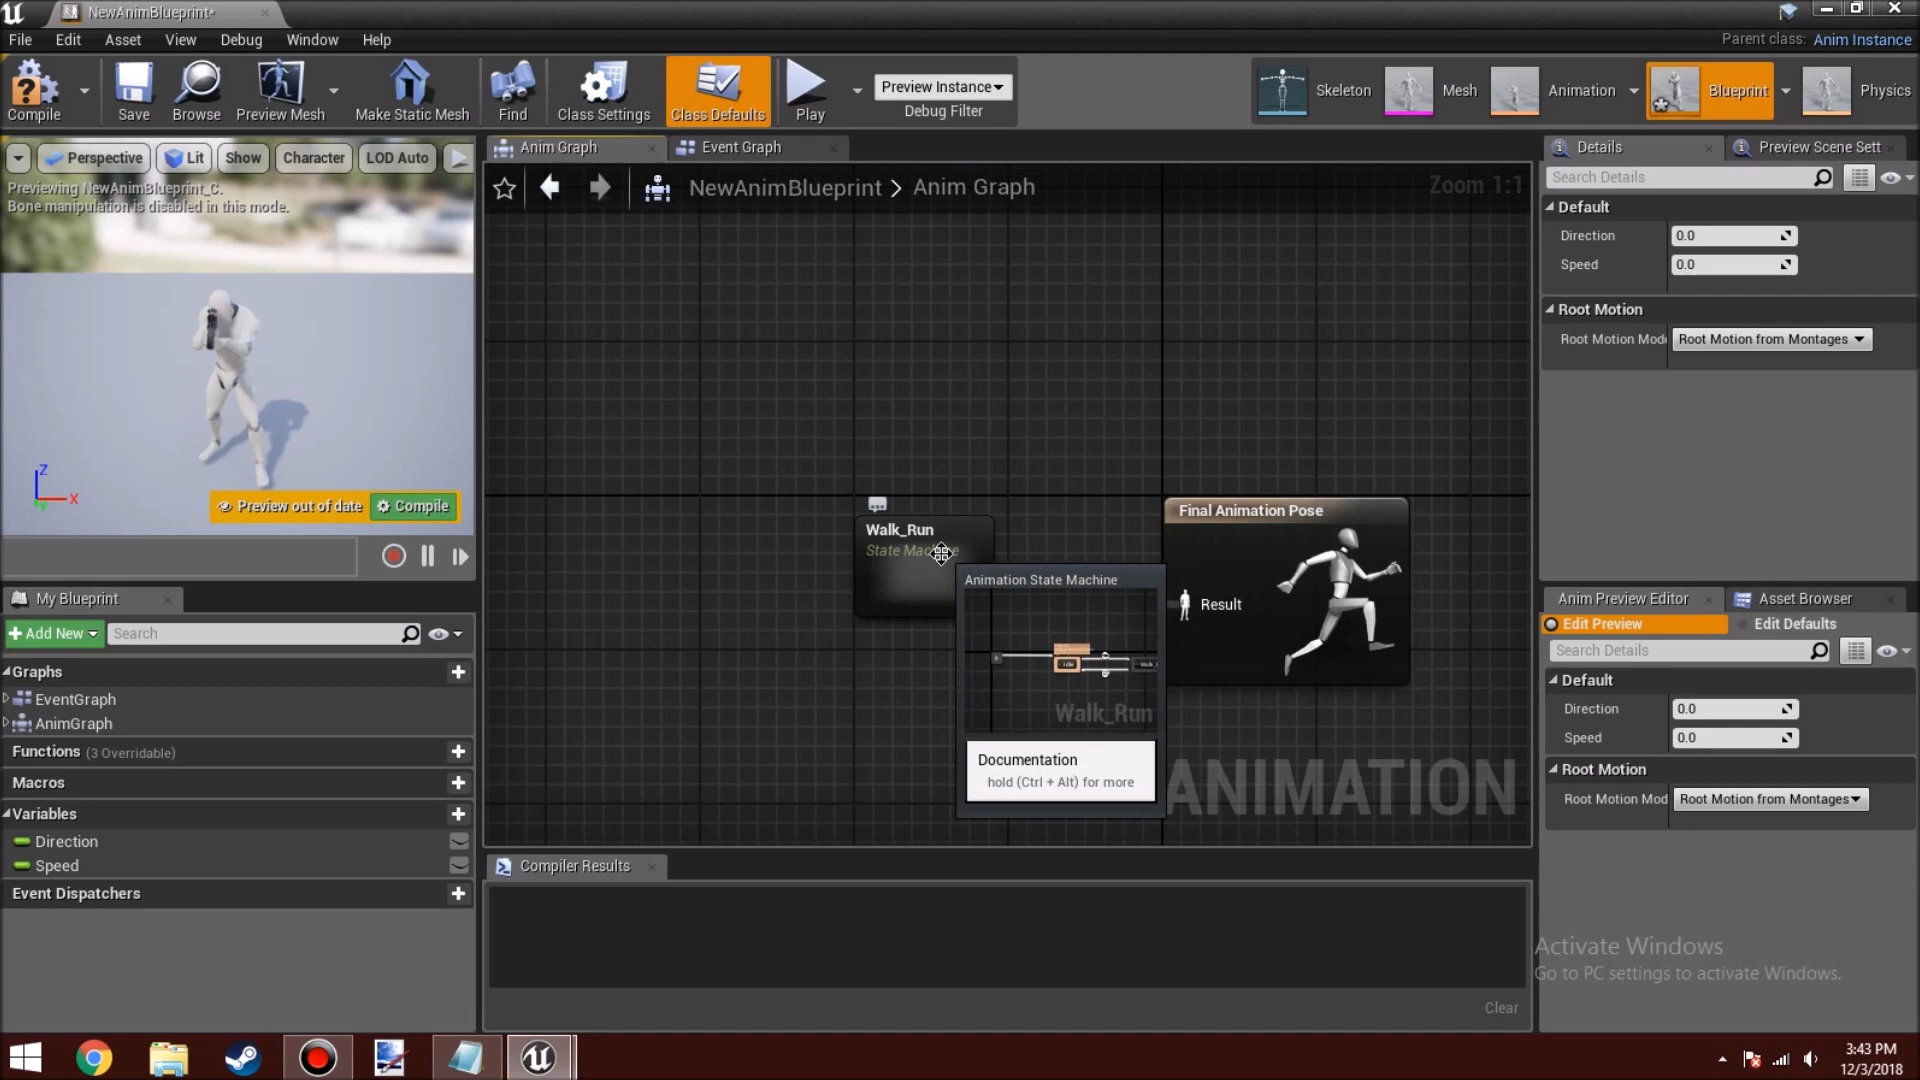 NewAnimBlueprint*
File Edit Asset View Debug Window Help
Parent class: Anim Instance
Compile
Save
Browse
Preview Mesh
Make Static Mesh
Find
Class Settings
Class Defaults
Play
Preview Instance
Debug Filter
Skeleton
Mesh
Animation
Blueprint
Physics
Perspective Lit Show Character LOD Auto
Previewing NewAnimBlueprint_C.
Bone manipulation is disabled in this mode.
Z
X
Preview out of date Compile
Anim Graph
Event Graph
NewAnimBlueprint > Anim Graph
Zoom 1:1
Walk_Run
State Machine
Final Animation Pose
Result
Animation State Machine
Idle
Walk_Run
Documentation
hold (Ctrl + Alt) for more
ANIMATION
My Blueprint
Add New Search
Graphs
EventGraph
AnimGraph
Functions (3 Overridable)
Macros
Variables
Direction
Speed
Event Dispatchers
Compiler Results
Clear
Details
Preview Scene Sett
Search Details
Default
Direction 0.0
Speed 0.0
Root Motion
Root Motion Mod Root Motion from Montages
Anim Preview Editor
Asset Browser
Edit Preview
Edit Defaults
Search Details
Default
Direction 0.0
Speed 0.0
Root Motion
Root Motion Mod Root Motion from Montages
Activate Windows
Go to PC settings to activate Windows.
3:43 PM
12/3/2018